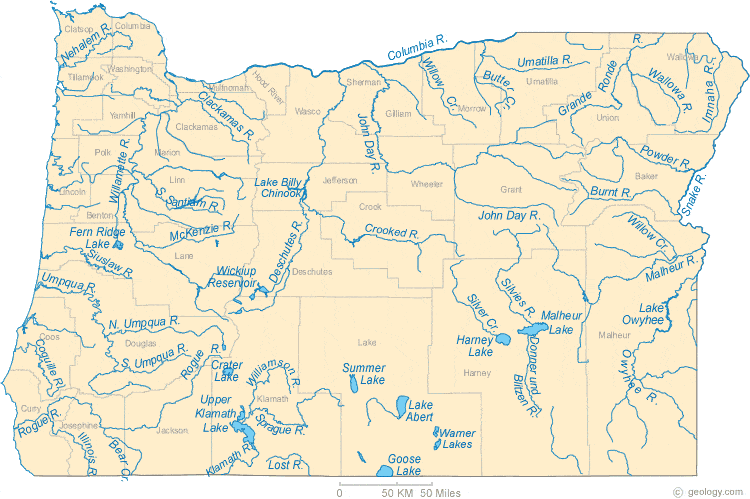 Clatsop
Columbia
Nehalem R.
Tillamook
Washington
Multnomah
Hood River
Columbia R.
Sherman
Gilliam
Willow Cr.
Morrow
Butter Cr.
Umatilla R.
Umatilla
Grande Ronde
R.
Wallowa
Wallowa R.
Imnaha R.
Union
Yamhill
Clackamas R.
Clackamas
Wasco
John Day R.
Polk
Marion
Willamette R.
Linn
S. Santiam R.
Lake Billy
Chinook
Jefferson
Wheeler
Grant
Powder R.
Baker
Burnt R.
Snake R.
Lincoln
Benton
Crook
Crooked R.
John Day R.
Willow Cr.
Fern Ridge
Lake
McKenzie R.
Lane
Siuslaw R.
Deschutes R.
Deschutes
Wickiup
Reservoir
Malheur R.
Umpqua R.
N. Umpqua R.
Silver Cr.
Silvies R.
Malheur
Lake
Lake
Owyhee
Coos
Douglas
S. Umpqua R.
Rogue R.
Lake
Harney
Lake
Malheur
Coquille R.
Crater
Lake
Williamson R.
Summer
Lake
Harney
Donner und
Blitzen R.
Owyhee R.
Curry
Rogue R.
Josephine
Illinois R.
Bear Cr.
Jackson
Upper
Klamath
Lake
Klamath
Sprague R.
Lake
Abert
Warner
Lakes
Klamath R.
Lost R.
Goose
Lake
0 50 KM 50 Miles
© geology.com